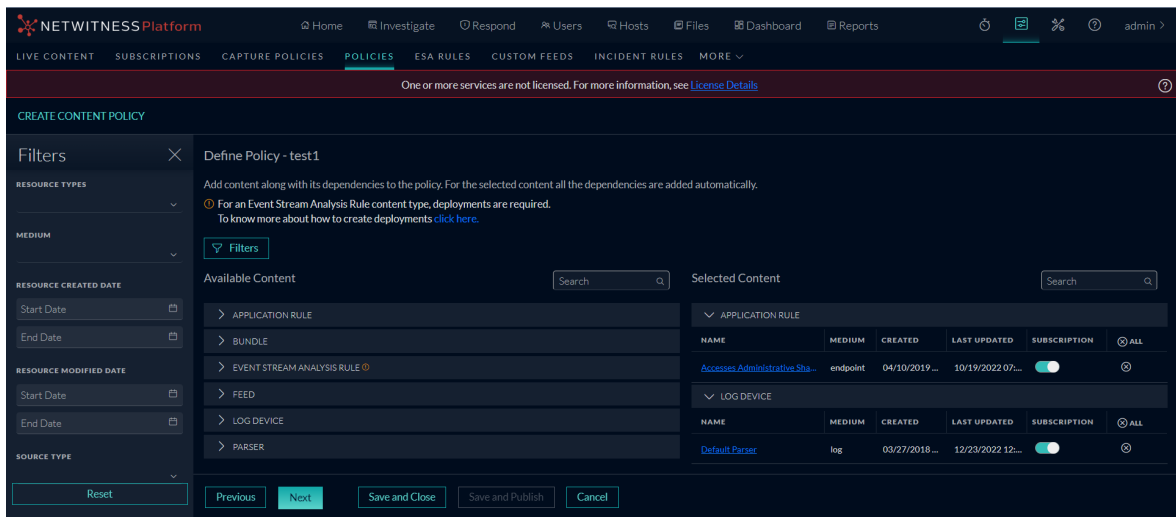 NETWITNESS Platform
Home Investigate Respond Users Hosts Files Dashboard Reports admin
LIVE CONTENT SUBSCRIPTIONS CAPTURE POLICIES POLICIES ESA RULES CUSTOM FEEDS INCIDENT RULES MORE
One or more services are not licensed. For more information, see License Details
CREATE CONTENT POLICY
Filters
RESOURCE TYPES
MEDIUM
RESOURCE CREATED DATE
Start Date
End Date
RESOURCE MODIFIED DATE
Start Date
End Date
SOURCE TYPE
Reset
Define Policy - test1
Add content along with its dependencies to the policy. For the selected content all the dependencies are added automatically.
For an Event Stream Analysis Rule content type, deployments are required.
To know more about how to create deployments click here.
Filters
Available Content
Search
APPLICATION RULE
BUNDLE
EVENT STREAM ANALYSIS RULE
FEED
LOG DEVICE
PARSER
Selected Content
Search
APPLICATION RULE
NAME MEDIUM CREATED LAST UPDATED SUBSCRIPTION ALL
Accesses Administrative Sha... endpoint 04/10/2019 ... 10/19/2022 07:...
LOG DEVICE
NAME MEDIUM CREATED LAST UPDATED SUBSCRIPTION ALL
Default Parser log 03/27/2018 ... 12/23/2022 12:...
Previous Next Save and Close Save and Publish Cancel